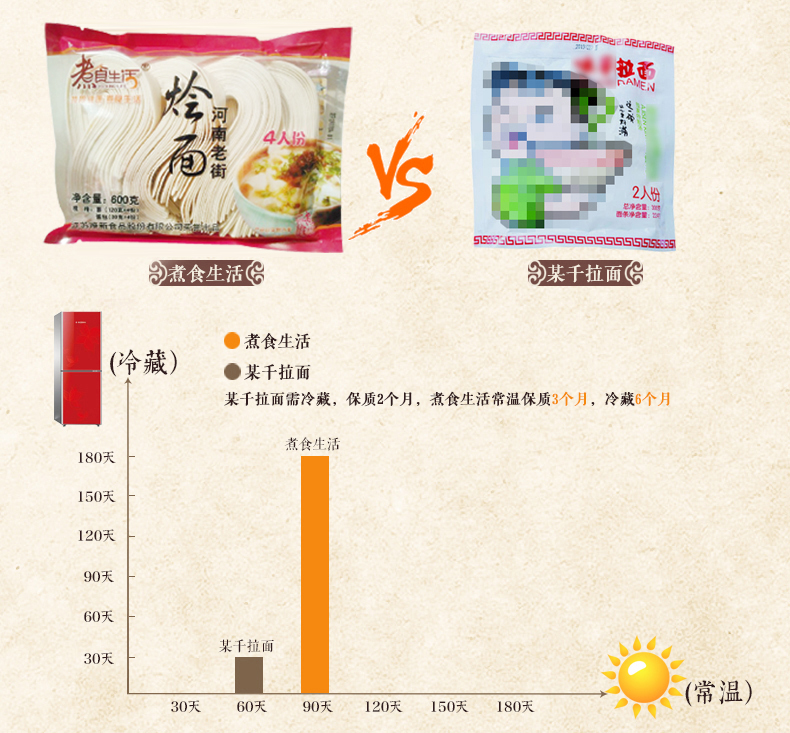 煮食生活®
烩面
河南老街
4人份
净含量：600克
拉面
RAMEN
2人份
VS
煮食生活
某千拉面
(冷藏)
煮食生活
某千拉面
某千拉面需冷藏，保质2个月，煮食生活常温保质3个月，冷藏6个月
煮食生活
180天
150天
120天
90天
60天
某千拉面
30天
30天
60天
90天
120天
150天
180天
(常温)